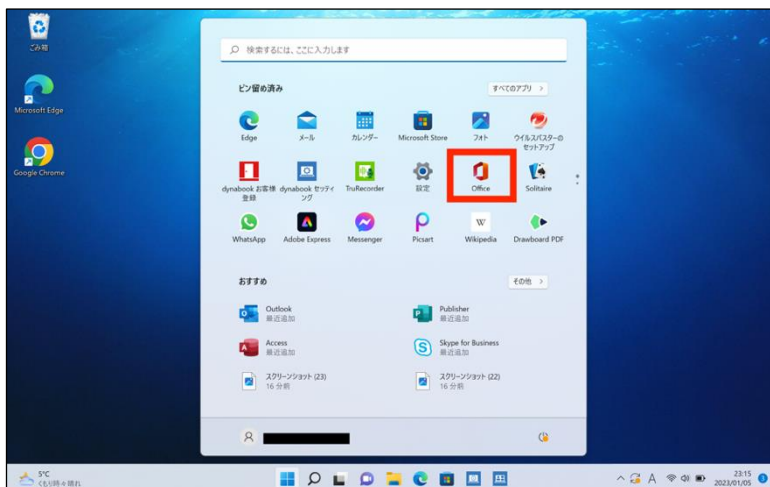 ごみ箱
Microsoft Edge
Google Chrome
検索するには、ここに入力します
ピン留め済み
すべてのアプリ >
Edge
メール
カレンダー
Microsoft Store
フォト
ウイルスバスターの
セットアップ
dynabook お客様
登録
dynabook セッティ
ング
TruRecorder
設定
Office
Solitaire
WhatsApp
Adobe Express
Messenger
Picsart
W
Wikipedia
Drawboard PDF
おすすめ
その他 >
Outlook
最近追加
Publisher
最近追加
Access
最近追加
Skype for Business
最近追加
スクリーンショット (23)
16 分前
スクリーンショット (22)
16 分前
5°C
くもり時々晴れ
A
23:15
2023/01/05